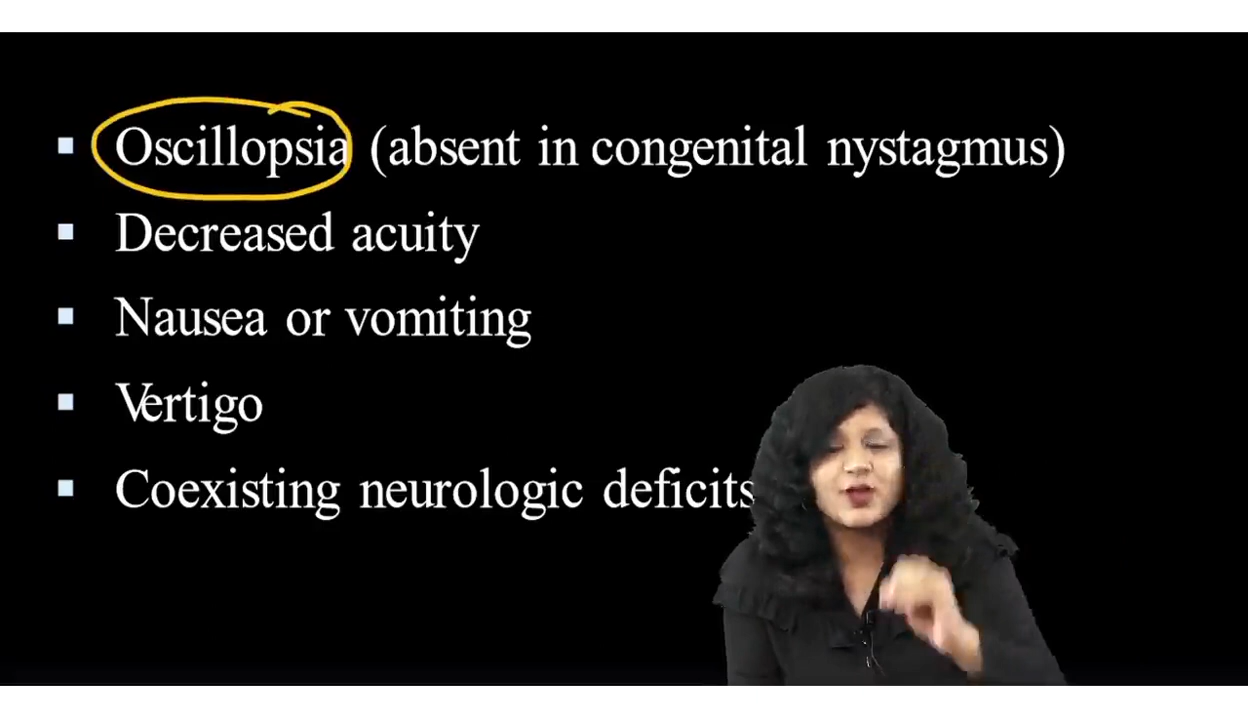 Oscillopsia (absent in congenital nystagmus)
Decreased acuity
Nausea or vomiting
Vertigo
Coexisting neurologic deficits